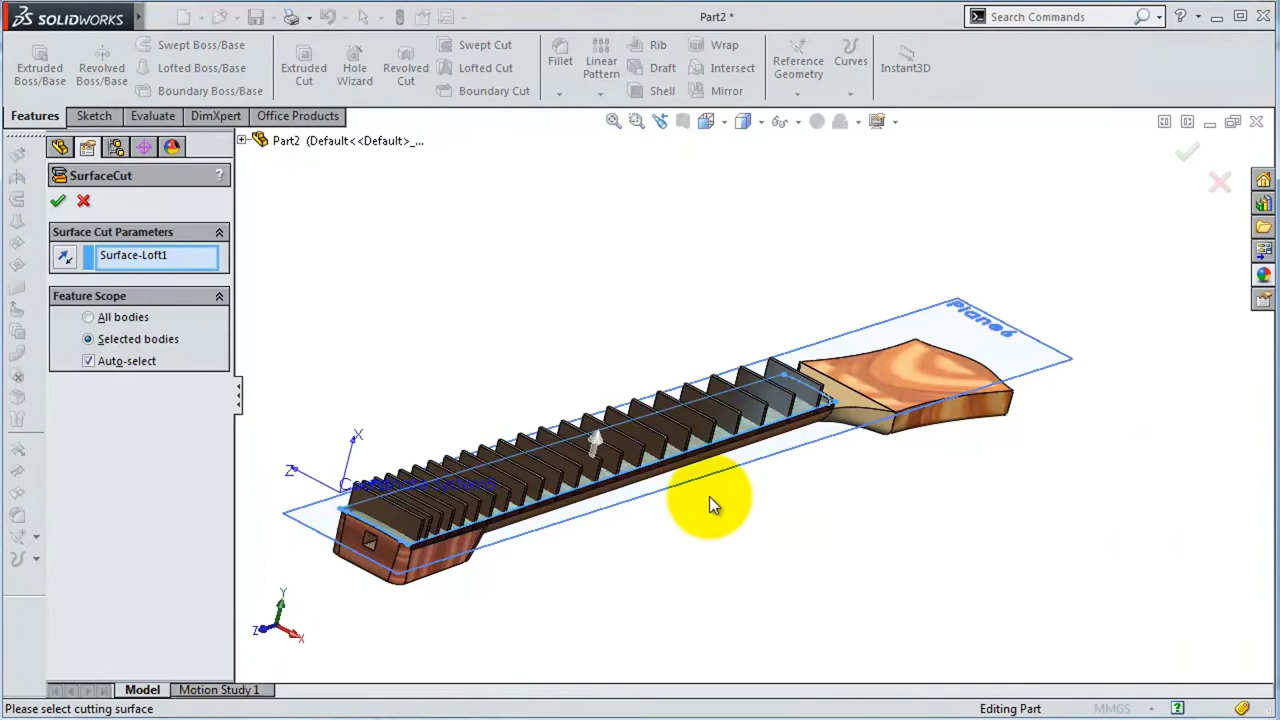 SOLIDWORKS
Part2 *
Search Commands
?
Extruded
Boss/Base
Revolved
Boss/Base
Swept Boss/Base
Lofted Boss/Base
Boundary Boss/Base
Extruded
Cut
Hole
Wizard
Revolved
Cut
Swept Cut
Lofted Cut
Boundary Cut
Fillet
Linear
Pattern
Rib
Draft
Shell
Wrap
Intersect
Mirror
Reference
Geometry
Curves
Instant3D
Features
Sketch
Evaluate
DimXpert
Office Products
Part2 (Default<<Default>_...
SurfaceCut
?
Surface Cut Parameters
Surface-Loft1
Feature Scope
All bodies
Selected bodies
Auto-select
Plane6
X
Z
Coordinate System6
Y
Z
X
Model
Motion Study 1
Please select cutting surface
Editing Part
MMGS
?